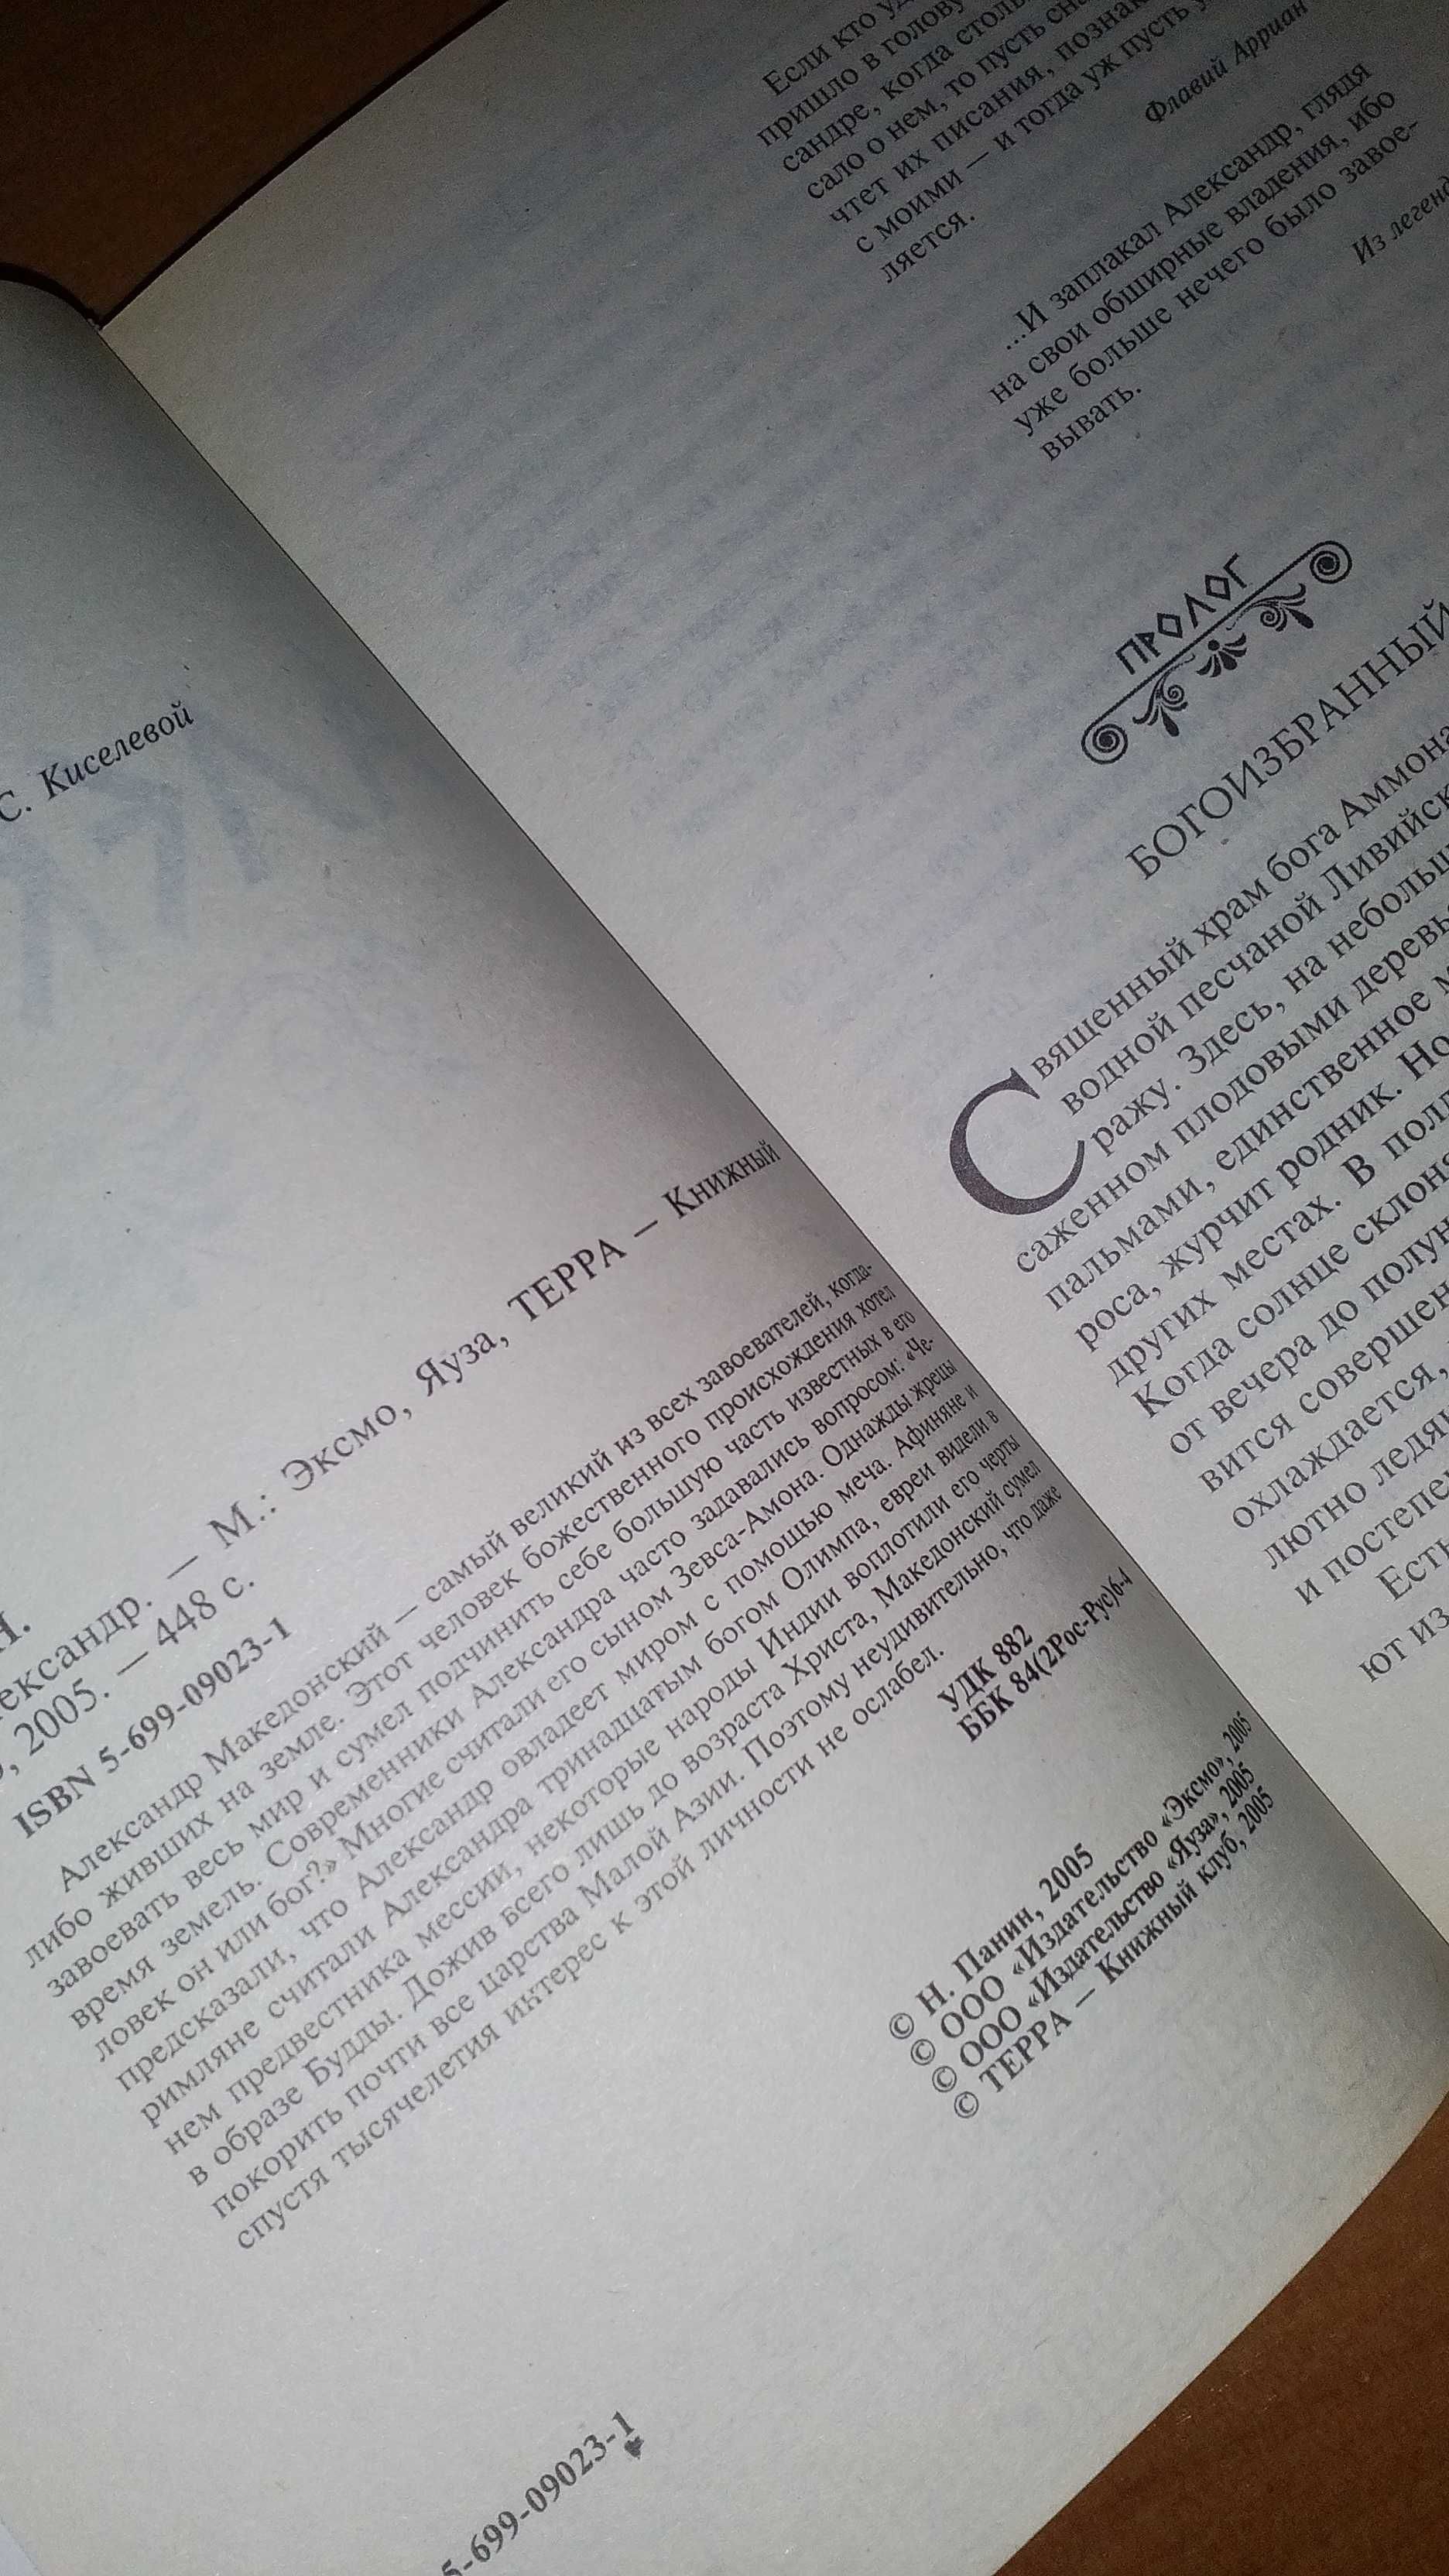 С. Киселевой
Н.
Александр. — М.: Эксмо, Яуза, ТЕРРА — Книжный
2005. — 448 с.
ISBN 5-699-09023-1
Александр Македонский — самый великий из всех завоевателей, когда-
либо живших на земле. Этот человек божественного происхождения хотел
завоевать весь мир и сумел подчинить себе большую часть известных в его
время земель. Современники Александра часто задавались вопросом: «Че-
ловек он или бог?» Многие считали его сыном Зевса-Амона. Однажды жрецы
предсказали, что Александр овладеет миром с помощью меча. Афиняне и
римляне считали Александра тринадцатым богом Олимпа, евреи видели в
нем предвестника мессии, некоторые народы Индии воплотили его черты
в образе Будды. Дожив всего лишь до возраста Христа, Македонский сумел
покорить почти все царства Малой Азии. Поэтому неудивительно, что даже
спустя тысячелетия интерес к этой личности не ослабел.
УДК 882
ББК 84(2Рос-Рус)6-4
© Н. Панин, 2005
© ООО «Издательство «Эксмо», 2005
© ООО «Издательство «Яуза», 2005
© ТЕРРА — Книжный клуб, 2005
5-699-09023-1
Если кто
пришло в голову
сандре, когда столь
сало о нем, то пусть
чтет их писания,
с моими — и тогда уж пусть
ляется.
Флавий Арриан
...И заплакал Александр, глядя
на свои обширные владения, ибо
уже больше нечего было завое-
вывать.
Из
ПРОЛОГ
БОГОИЗБРАННЫЙ
Священный храм бога Аммона
водной песчаной Ливийск
ражу. Здесь, на небольш
саженном плодовыми деревь
пальмами, единственное м
роса, журчит родник. Но
других местах. В пол
Когда солнце склоня
от вечера до полун
вится совершен
охлаждается,
лютно ледян
и постепе
Есть
ют из